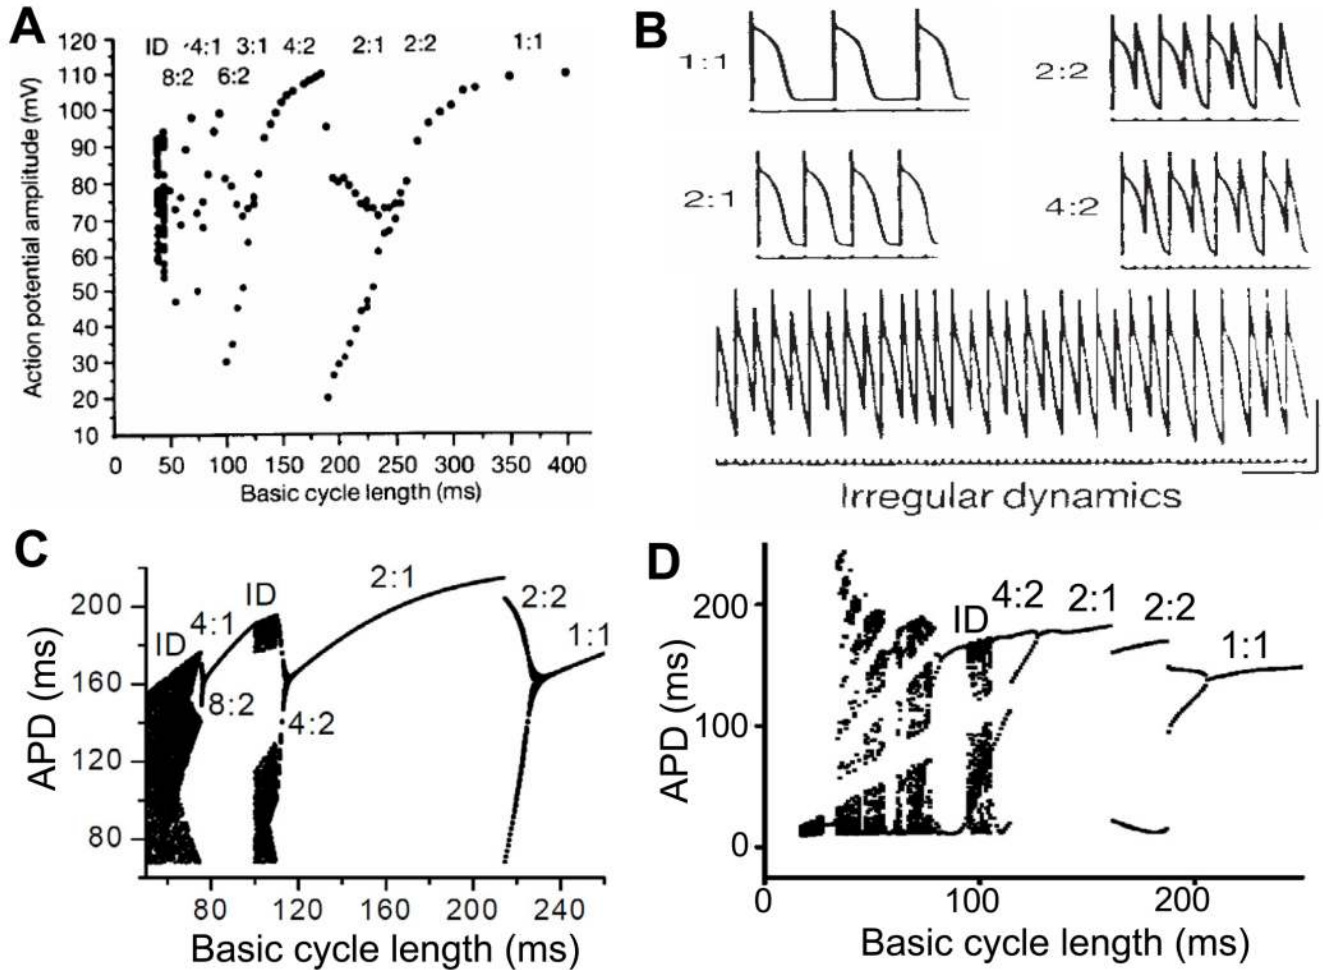 A
ID 4:1 3:1 4:2 2:1 2:2 1:1
8:2 6:2
120
110
100
90
80
70
60
50
40
30
20
10
Action potential amplitude (mV)
0 50 100 150 200 250 300 350 400
Basic cycle length (ms)
B
1:1
2:2
2:1
4:2
Irregular dynamics
C
ID 4:1 ID 2:1 2:2 1:1
8:2 4:2
200
160
120
80
APD (ms)
80 120 160 200 240
Basic cycle length (ms)
D
ID 4:2 2:1 2:2 1:1
200
100
0
APD (ms)
0 100 200
Basic cycle length (ms)